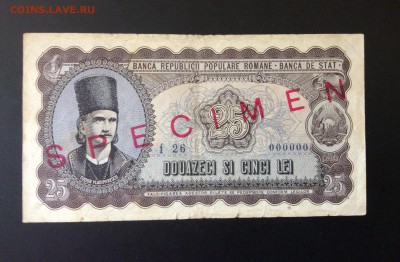 COINS.LAVE.RU
BANCA REPUBLICII POPULARE ROMANE - BANCA DE STAT
SPECIMEN
25
1 26
000000
DOUAZECI SI CINCI LEI
25
25